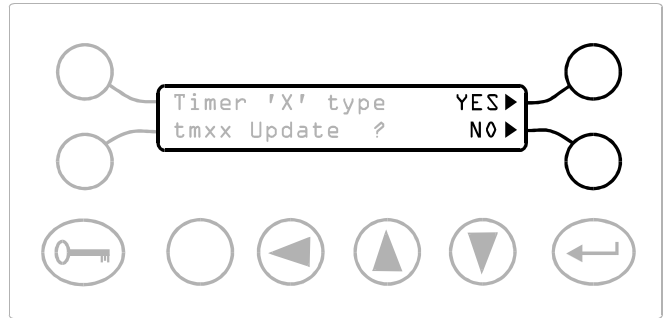 Timer 'X' type YES▶
tmxx Update ? NO▶